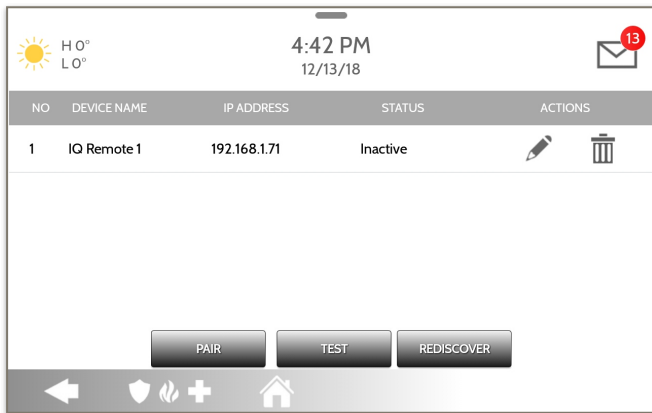 H 0°
L 0°
4:42 PM
12/13/18
13
NO DEVICE NAME IP ADDRESS STATUS ACTIONS
1 IQ Remote 1 192.168.1.71 Inactive
PAIR TEST REDISCOVER